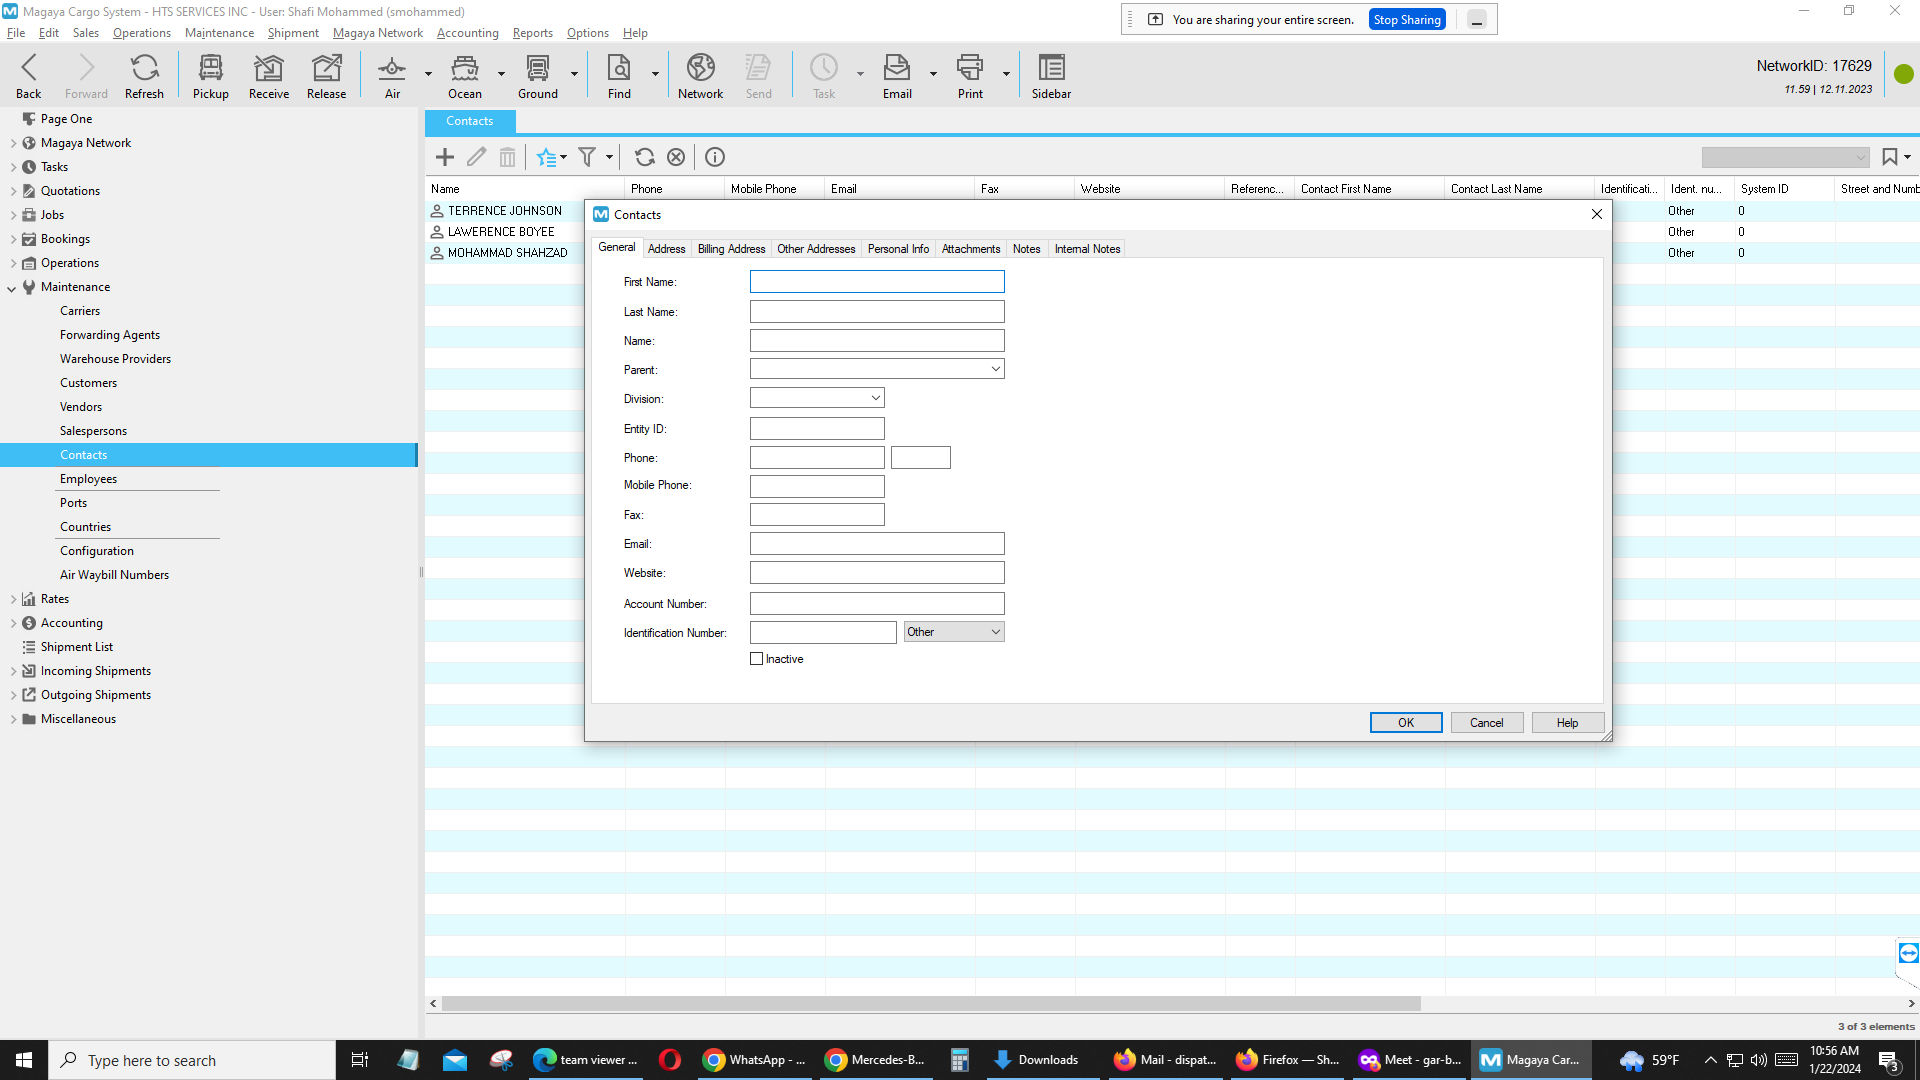 Magaya Cargo System - HTS SERVICES INC - User: Shafi Mohammed (smohammed)
You are sharing your entire screen. Stop Sharing
File Edit Sales Operations Maintenance Shipment Magaya Network Accounting Reports Options Help
Back Forward Refresh Pickup Receive Release Air Ocean Ground Find Network Send Task Email Print Sidebar
NetworkID: 17629
11.59 | 12.11.2023
Page One
Magaya Network
Tasks
Quotations
Jobs
Bookings
Operations
Maintenance
Carriers
Forwarding Agents
Warehouse Providers
Customers
Vendors
Salespersons
Contacts
Employees
Ports
Countries
Configuration
Air Waybill Numbers
Rates
Accounting
Shipment List
Incoming Shipments
Outgoing Shipments
Miscellaneous
Contacts
Name Phone Mobile Phone Email Fax Website Referenc... Contact First Name Contact Last Name Identificati... Ident. nu... System ID Street and Numb
TERRENCE JOHNSON Other 0
LAWERENCE BOYEE Other 0
MOHAMMAD SHAHZAD Other 0
Contacts
General Address Billing Address Other Addresses Personal Info Attachments Notes Internal Notes
First Name:
Last Name:
Name:
Parent:
Division:
Entity ID:
Phone:
Mobile Phone:
Fax:
Email:
Website:
Account Number:
Identification Number: Other
Inactive
OK Cancel Help
3 of 3 elements
Type here to search
team viewer ...
WhatsApp - ...
Mercedes-B...
Downloads
Mail - dispat...
Firefox — Sh...
Meet - gar-b...
Magaya Car...
59°F
10:56 AM
1/22/2024
3